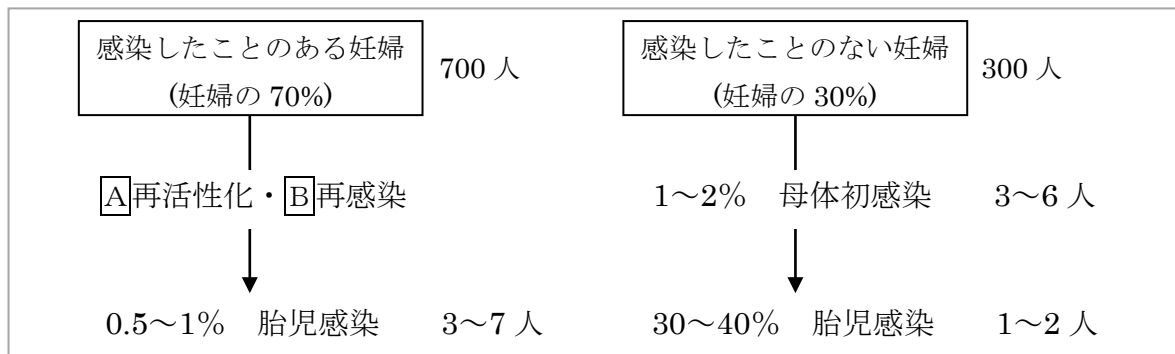 感染したことのある妊婦
(妊婦の 70%)
700 人
感染したことのない妊婦
(妊婦の 30%)
300 人
A再活性化・B再感染
1～2%　母体初感染　3～6 人
0.5～1%　胎児感染　3～7 人
30～40%　胎児感染　1～2 人